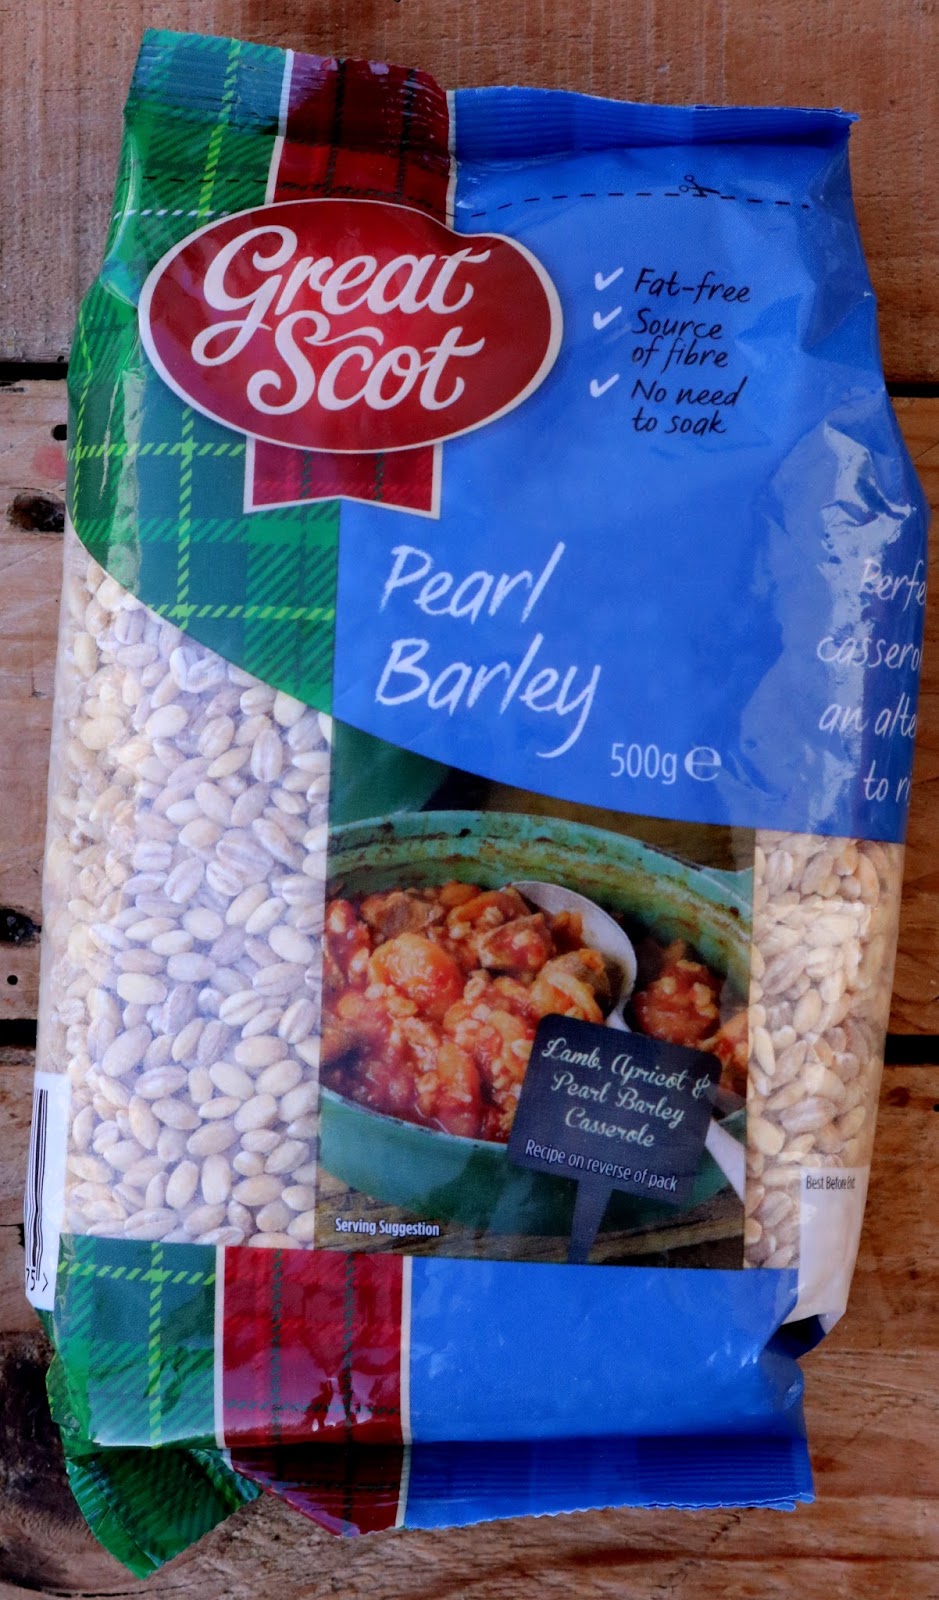 Great
Scot
Fat-free
Source
of fibre
No need
to soak
Pearl
Barley
500g ℮
casserol
an alte
to ri
Lamb, Apricot &
Pearl Barley
Casserole
Recipe on reverse of pack
Serving Suggestion
Best Before End
75 >